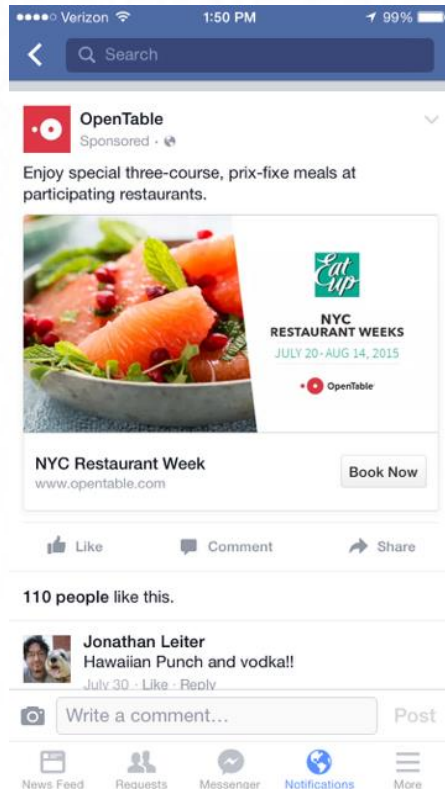 Verizon 1:50 PM 99%
Search
OpenTable
Sponsored ·
Enjoy special three-course, prix-fixe meals at
participating restaurants.
Eat
up
NYC
RESTAURANT WEEKS
JULY 20-AUG 14, 2015
OpenTable
NYC Restaurant Week
www.opentable.com
Book Now
Like Comment Share
110 people like this.
Jonathan Leiter
Hawaiian Punch and vodka!!
July 30 · Like · Reply
Write a comment... Post
News Feed Requests Messenger Notifications More